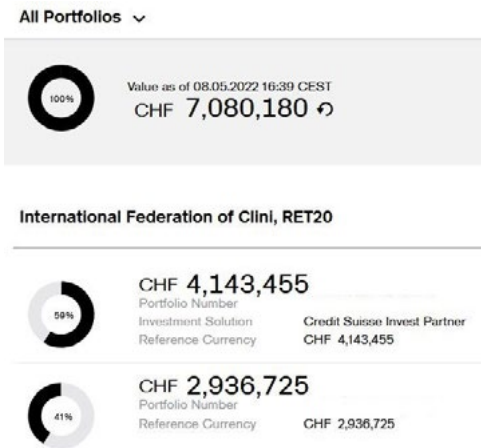 All Portfolios
100%
Value as of 08.05.2022 16:39 CEST
CHF 7,080,180
International Federation of Clini, RET20
59%
CHF 4,143,455
Portfolio Number
Investment Solution Credit Suisse Invest Partner
Reference Currency CHF 4,143,455
41%
CHF 2,936,725
Portfolio Number
Reference Currency CHF 2,936,725